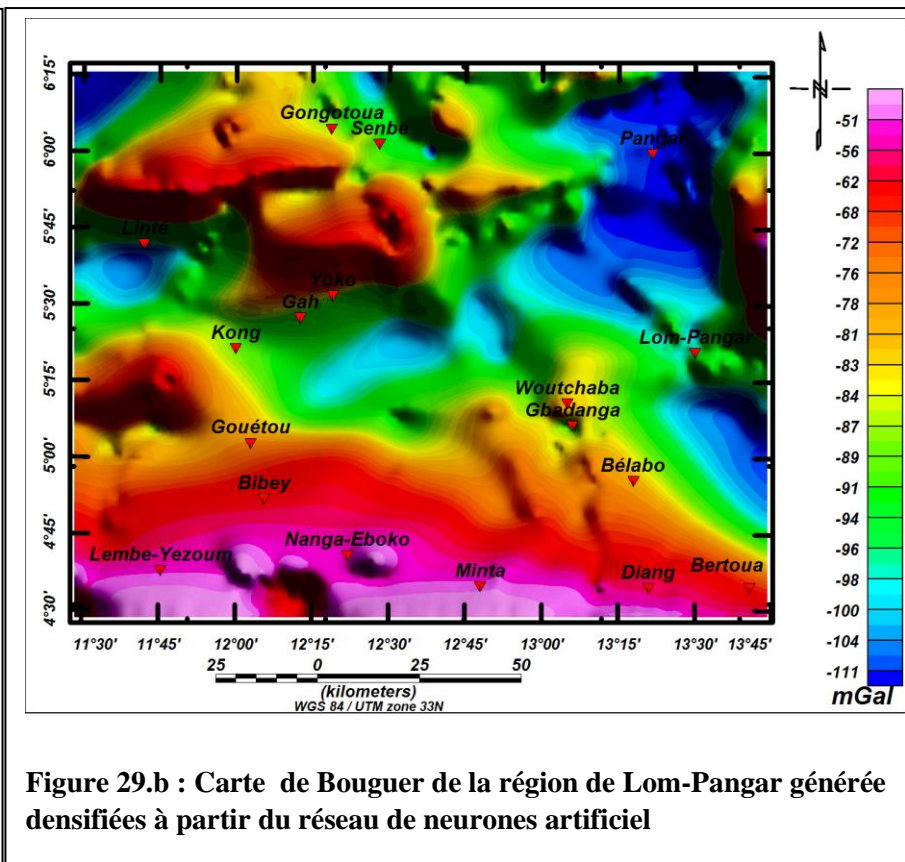 6°15'
6°00'
5°45'
5°30'
5°15'
5°00'
4°45'
4°30'
Gongotoua
Senbé
Pangar
Linte
Yoko
Gah
Kong
Lom-Pangar
Woutchaba
Gbadanga
Gouétou
Bélabo
Bibey
Nanga-Eboko
Lembe-Yezoum
Minta
Diang
Bertoua
11°30' 11°45' 12°00' 12°15' 12°30' 12°45' 13°00' 13°15' 13°30' 13°45'
25 0 25 50
(kilometers)
WGS 84 / UTM zone 33N
N
-51
-56
-62
-68
-72
-76
-78
-81
-83
-84
-87
-89
-91
-94
-96
-98
-100
-104
-111
mGal
Figure 29.b : Carte de Bouguer de la région de Lom-Pangar générée
densifiées à partir du réseau de neurones artificiel